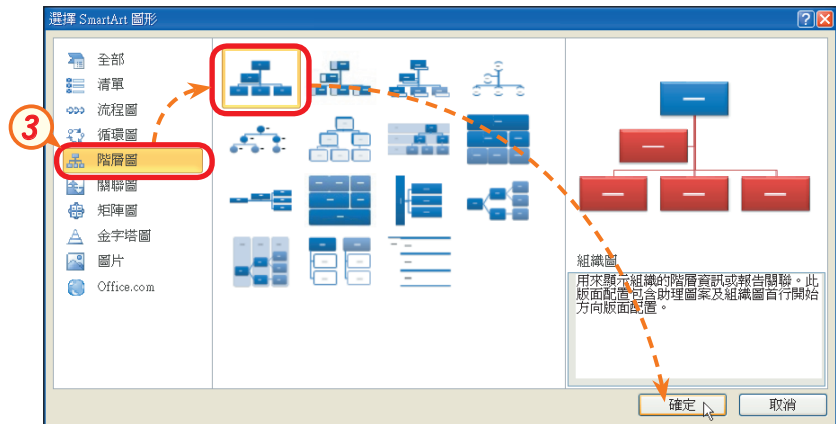 選擇 SmartArt 圖形
全部
清單
流程圖
循環圖
3
階層圖
關聯圖
矩陣圖
金字塔圖
圖片
Office.com
組織圖
用來顯示組織的階層資訊或報告關聯。此
版面配置包含助理圖案及組織圖首行開始
方向版面配置。
確定
取消